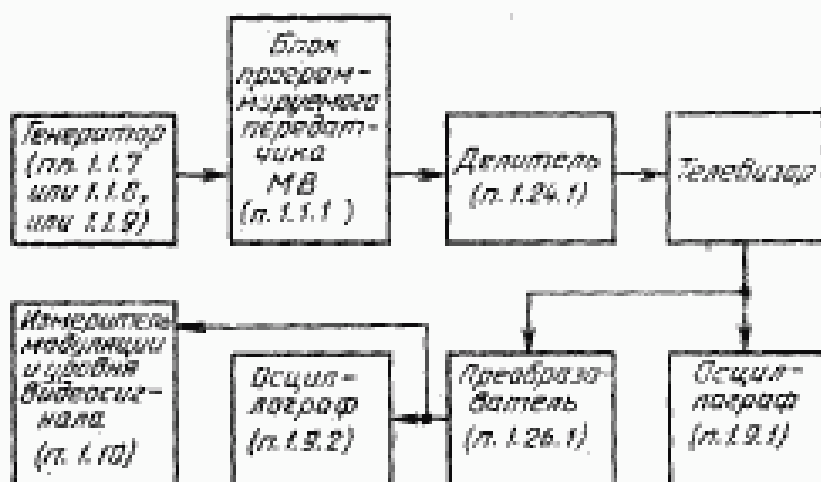 Генератор
(пп. 1.1.7
или 1.1.8,
или 1.1.9)
Блок
програм-
мируемого
передат-
чика
МВ
(п. 1.1.1)
Делитель
(п. 1.24.1)
Телевизор
Измеритель
модуляции
и уровня
видеосиг-
нала
(п. 1.10)
Осцил-
лограф
(п. 1.9.2)
Преобразо-
ватель
(п. 1.26.1)
Осцил-
лограф
(п. 1.9.1)